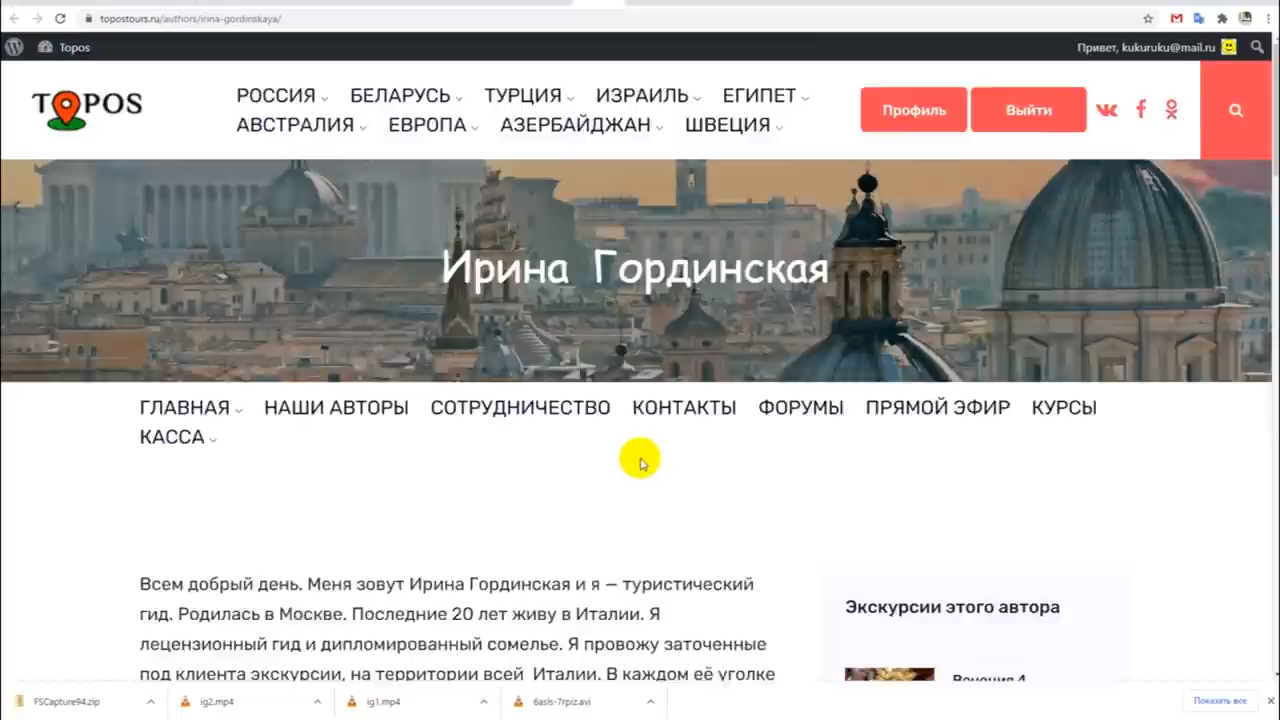 topostours.ru/authors/irina-gordinskaya/
Topos
Привет, kukuruku@mail.ru
TOPOS
РОССИЯ БЕЛАРУСЬ ТУРЦИЯ ИЗРАИЛЬ ЕГИПЕТ
АВСТРАЛИЯ ЕВРОПА АЗЕРБАЙДЖАН ШВЕЦИЯ
Профиль Выйти
Ирина Гординская
ГЛАВНАЯ НАШИ АВТОРЫ СОТРУДНИЧЕСТВО КОНТАКТЫ ФОРУМЫ ПРЯМОЙ ЭФИР КУРСЫ
КАССА
Всем добрый день. Меня зовут Ирина Гординская и я — туристический
гид. Родилась в Москве. Последние 20 лет живу в Италии. Я
лецензионный гид и дипломированный сомелье. Я провожу заточенные
под клиента экскурсии, на территории всей Италии. В каждом её уголке
Экскурсии этого автора
Венеция 4
FSCapture94.zip ig2.mp4 ig1.mp4 6asls-7rpiz.avi Показать все